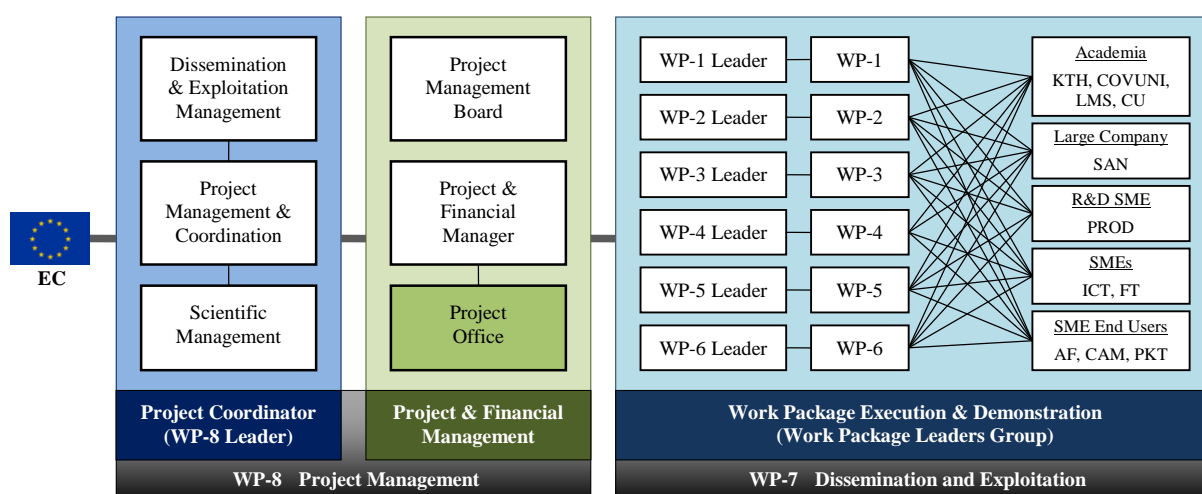 EC
Dissemination
& Exploitation
Management
Project
Management &
Coordination
Scientific
Management
Project Coordinator
(WP-8 Leader)
Project
Management
Board
Project &
Financial
Manager
Project
Office
Project & Financial
Management
WP-8 Project Management
WP-1 Leader
WP-1
WP-2 Leader
WP-2
WP-3 Leader
WP-3
WP-4 Leader
WP-4
WP-5 Leader
WP-5
WP-6 Leader
WP-6
Academia
KTH, COVUNI,
LMS, CU
Large Company
SAN
R&D SME
PROD
SMEs
ICT, FT
SME End Users
AF, CAM, PKT
Work Package Execution & Demonstration
(Work Package Leaders Group)
WP-7 Dissemination and Exploitation